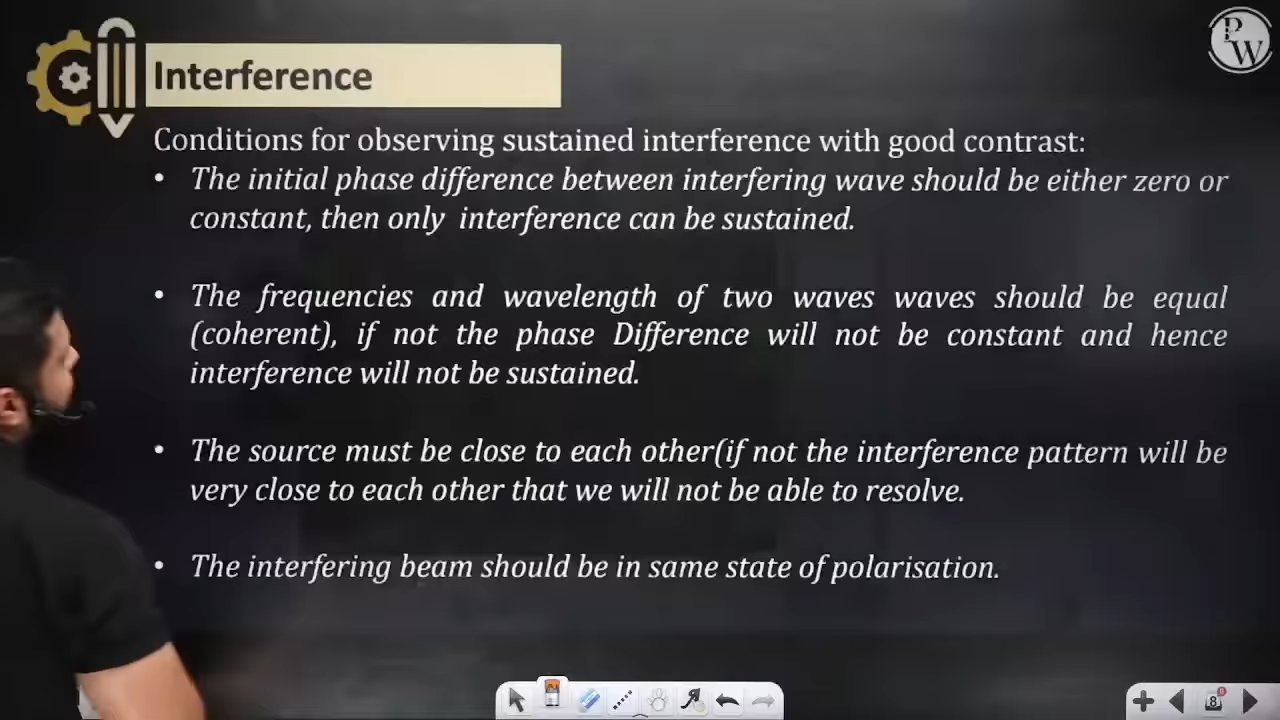 Interference
PW
Conditions for observing sustained interference with good contrast:
• The initial phase difference between interfering wave should be either zero or
constant, then only interference can be sustained.
• The frequencies and wavelength of two waves waves should be equal
(coherent), if not the phase Difference will not be constant and hence
interference will not be sustained.
• The source must be close to each other(if not the interference pattern will be
very close to each other that we will not be able to resolve.
• The interfering beam should be in same state of polarisation.
8